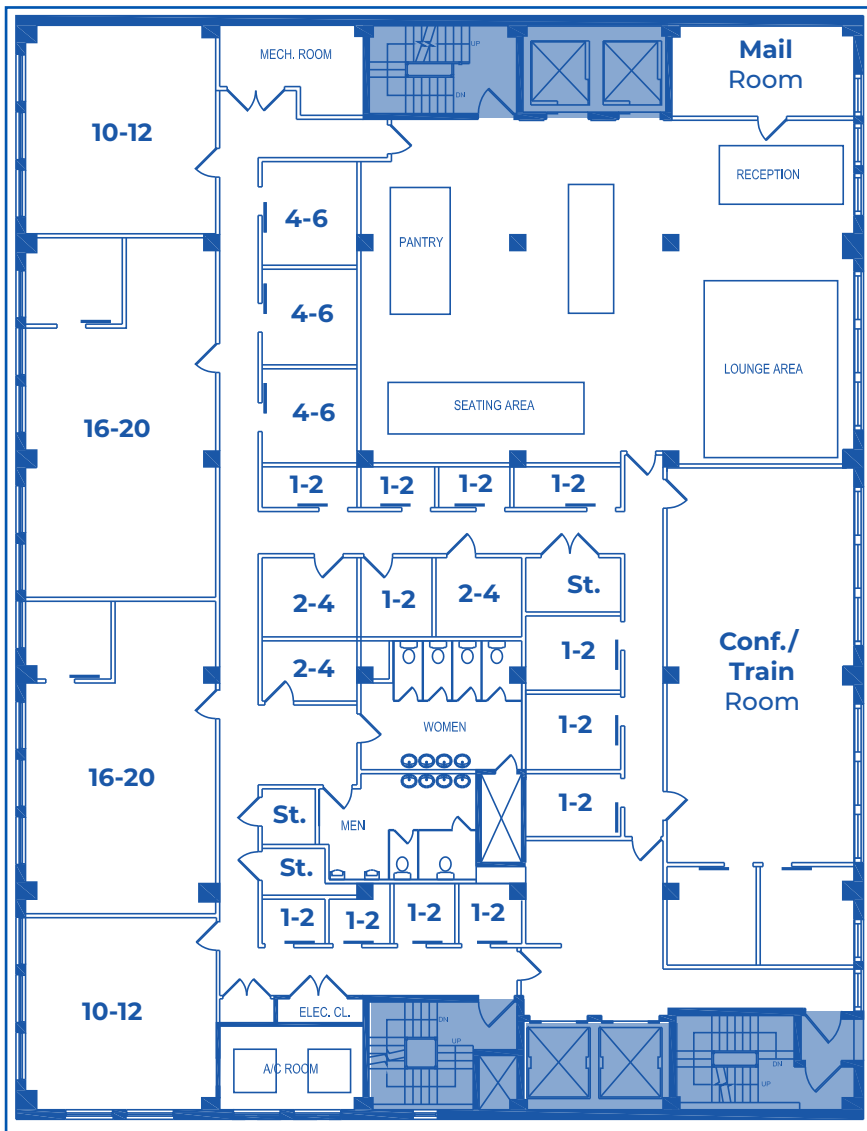 MECH. ROOM
UP
DN
Mail
Room
10-12
RECEPTION
4-6
PANTRY
4-6
LOUNGE AREA
4-6
SEATING AREA
16-20
1-2
1-2
1-2
1-2
2-4
1-2
2-4
St.
2-4
1-2
Conf./
Train
Room
WOMEN
1-2
16-20
1-2
St.
MEN
St.
1-2
1-2
1-2
1-2
10-12
ELEC. CL.
A/C ROOM
DN
UP
DN
UP